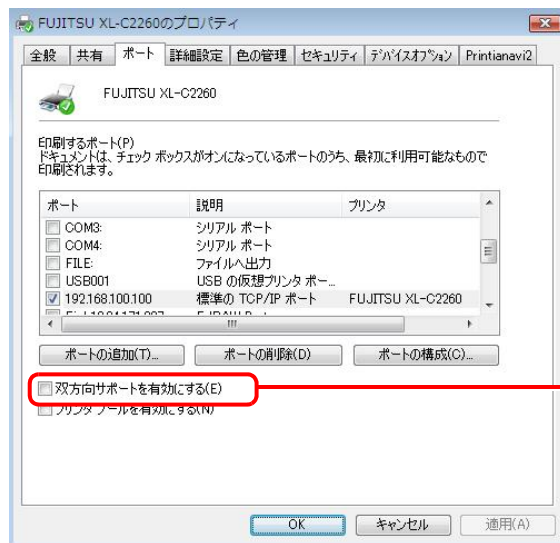 FUJITSU XL-C2260のプロパティ
全般 共有 ポート 詳細設定 色の管理 セキュリティ デバイスオプション Printianavi2
FUJITSU XL-C2260
印刷するポート(P)
ドキュメントは、チェック ボックスがオンになっているポートのうち、最初に利用可能なもので
印刷されます。
ポート 説明 プリンタ
COM3: シリアル ポート
COM4: シリアル ポート
FILE: ファイルへ出力
USB001 USB の仮想プリンタ ポー...
192.168.100.100 標準の TCP/IP ポート FUJITSU XL-C2260
ポートの追加(T)... ポートの削除(D) ポートの構成(C)...
双方向サポートを有効にする(E)
プリンタ プールを有効にする(N)
OK キャンセル 適用(A)